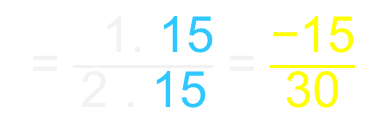 = 1. 15 / 2 . 15 = −15 / 30